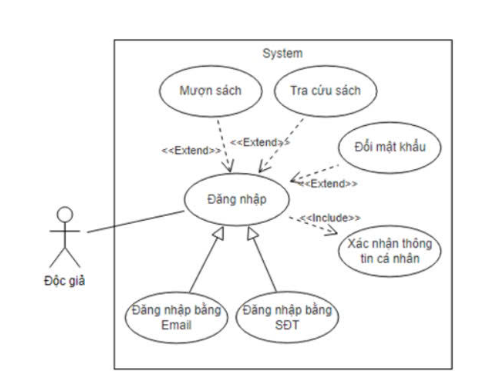 System
Mượn sách
Tra cứu sách
<<Extend>>
<<Extend>>
Đổi mật khẩu
<<Extend>>
Đăng nhập
<<Include>>
Xác nhận thông
tin cá nhân
Độc giả
Đăng nhập bằng
Email
Đăng nhập bằng
SĐT